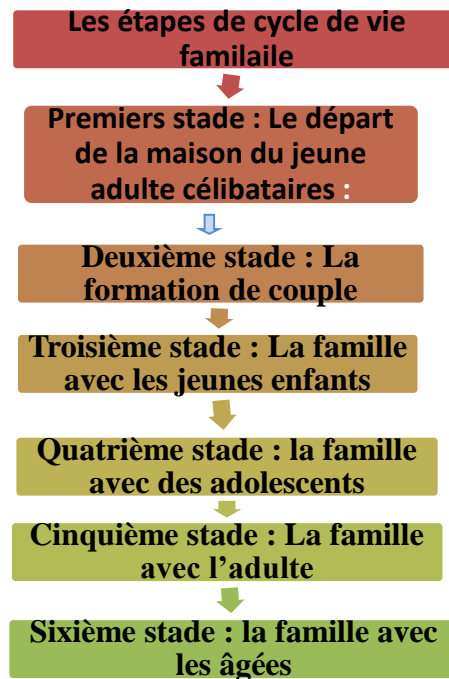 Les étapes de cycle de vie
familaile
Premiers stade : Le départ
de la maison du jeune
adulte célibataires :
Deuxième stade : La
formation de couple
Troisième stade : La famille
avec les jeunes enfants
Quatrième stade : la famille
avec des adolescents
Cinquième stade : La famille
avec l’adulte
Sixième stade : la famille avec
les âgées